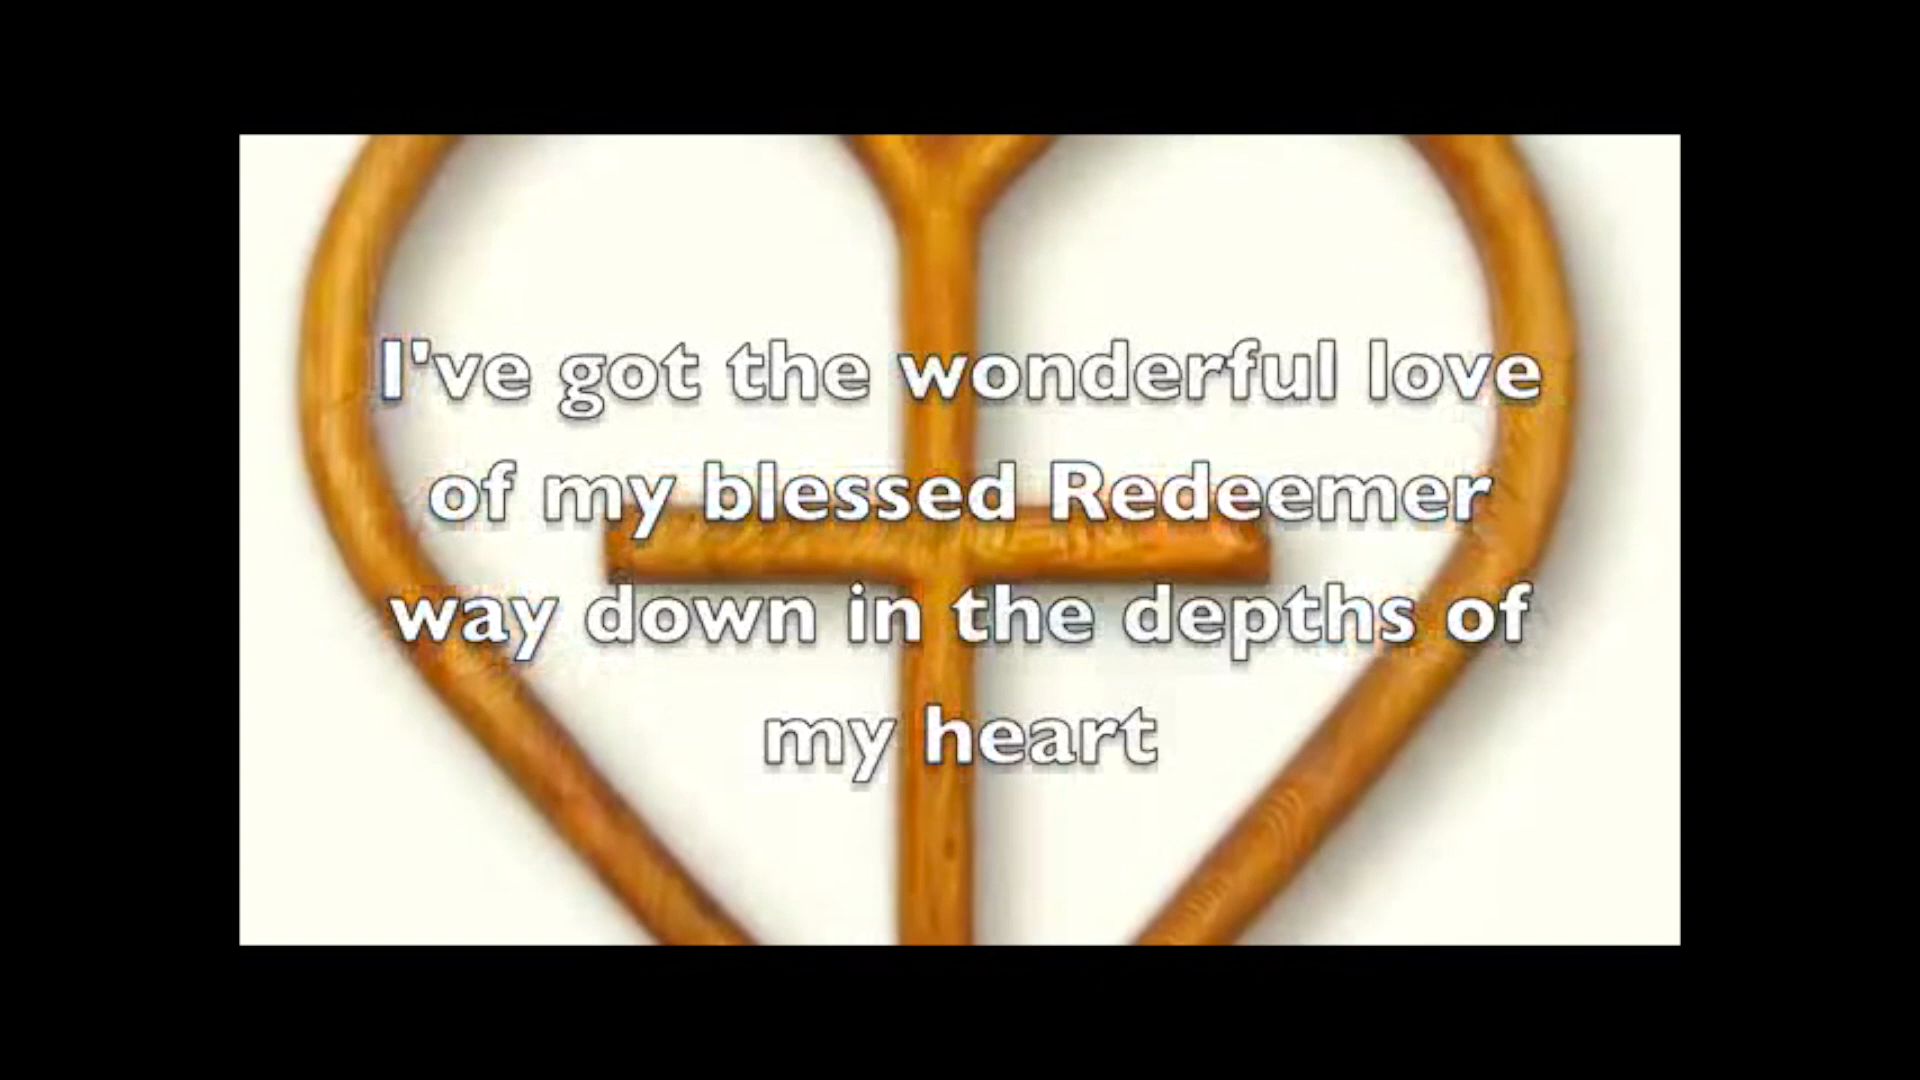 I've got the wonderful love
of my blessed Redeemer
way down in the depths of
my heart